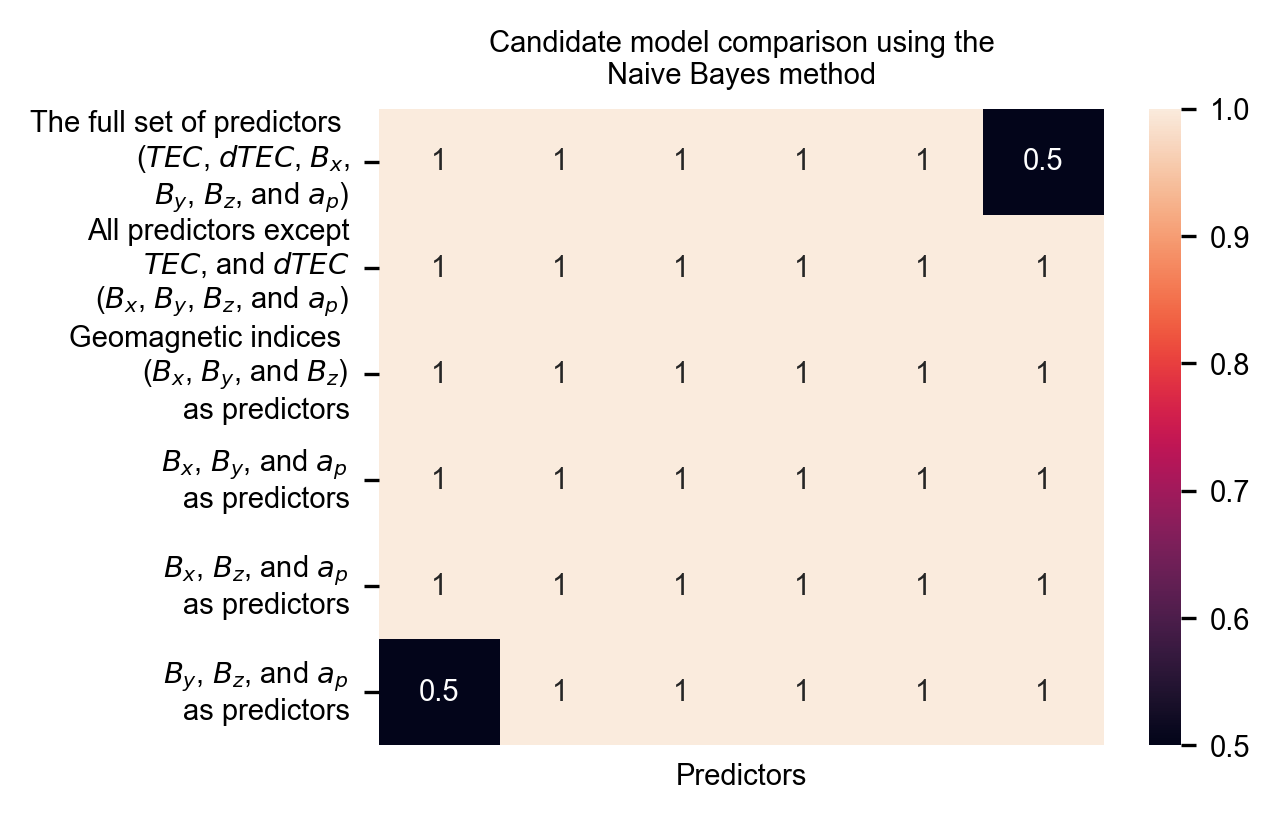 Candidate model comparison using the
Naive Bayes method
The full set of predictors
(TEC, dTEC, Bₓ,
B_y, B_z, and a_p)
1 1 1 1 1 0.5
All predictors except
TEC, and dTEC
(Bₓ, B_y, B_z, and a_p)
1 1 1 1 1 1
Geomagnetic indices
(Bₓ, B_y, and B_z)
as predictors
1 1 1 1 1 1
Bₓ, B_y, and a_p
as predictors
1 1 1 1 1 1
Bₓ, B_z, and a_p
as predictors
1 1 1 1 1 1
B_y, B_z, and a_p
as predictors
0.5 1 1 1 1 1
Predictors
1.0
0.9
0.8
0.7
0.6
0.5